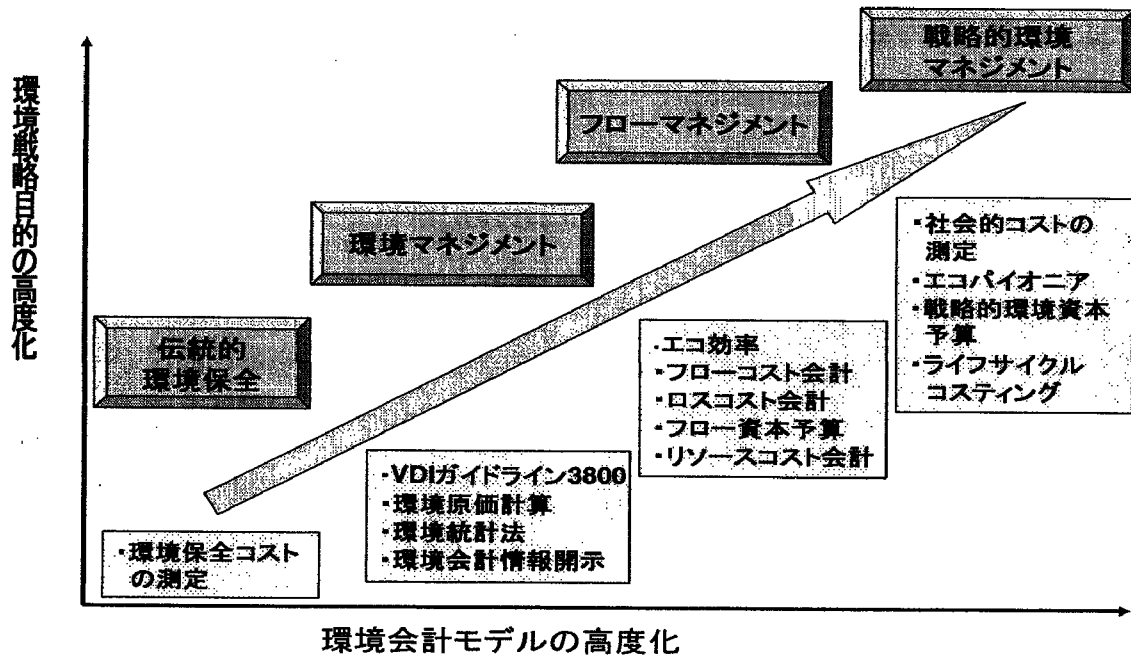 環境戦略目的の高度化
戦略的環境
マネジメント
フローマネジメント
環境マネジメント
伝統的
環境保全
・環境保全コスト
の測定
・VDIガイドライン3800
・環境原価計算
・環境統計法
・環境会計情報開示
・エコ効率
・フローコスト会計
・ロスコスト会計
・フロー資本予算
・リソースコスト会計
・社会的コストの
測定
・エコパイオニア
・戦略的環境資本
予算
・ライフサイクル
コスティング
環境会計モデルの高度化